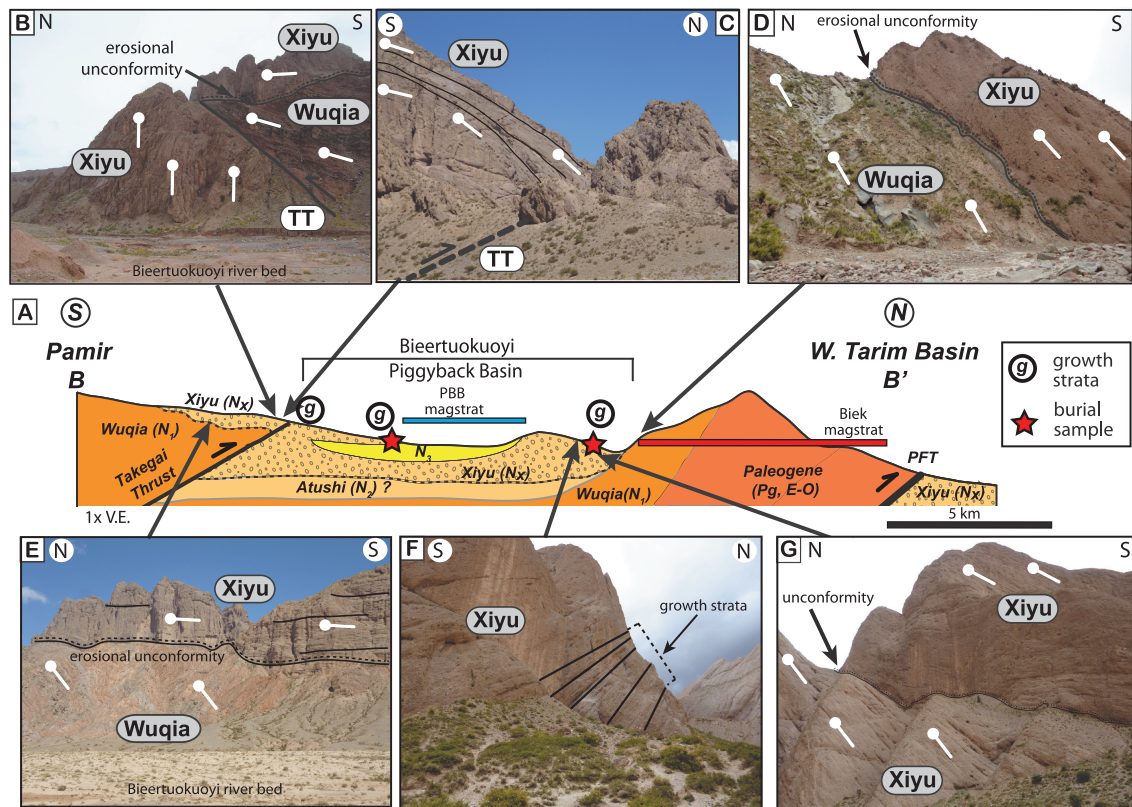 B N S
Xiyu
erosional
unconformity
Wuqia
Xiyu
TT
Bieertuokuoyi river bed
S N C
Xiyu
TT
D N S
erosional unconformity
Xiyu
Wuqia
A S N
Pamir
B
W. Tarim Basin
B'
Bieertuokuoyi
Piggyback Basin
PBB
magstrat
g growth
strata
burial
sample
Xiyu (Nx)
g
g
g
Biek
magstrat
Wuqia (N1)
N3
Takegai
Thrust
Xiyu (Nx)
Atushi (N2) ?
Wuqia(N1)
Paleogene
(Pg, E-O)
PFT
Xiyu (Nx)
1x V.E.
5 km
E N S
Xiyu
erosional unconformity
Wuqia
Bieertuokuoyi river bed
F S N
Xiyu
growth strata
G N S
unconformity
Xiyu
Xiyu